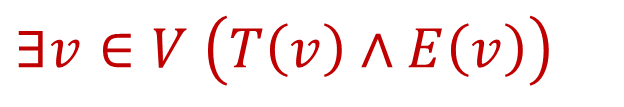 ∃𝑣 ∈ 𝑉 (𝑇(𝑣) ∧ 𝐸(𝑣))